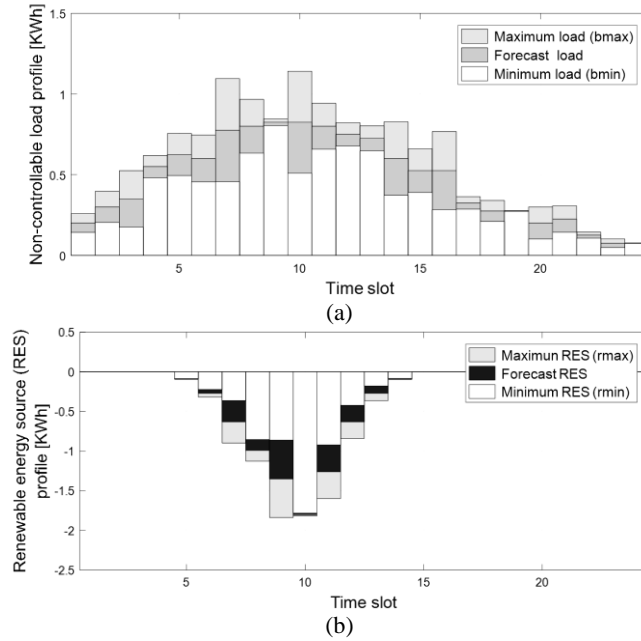 1.5
1
0.5
0
Non-controllable load profile [KWh]
Maximum load (bmax)
Forecast load
Minimum load (bmin)
5
10
15
20
Time slot
(a)
0.5
0
-0.5
-1
-1.5
-2
-2.5
Renewable energy source (RES)
profile [KWh]
Maximun RES (rmax)
Forecast RES
Minimum RES (rmin)
5
10
15
20
Time slot
(b)